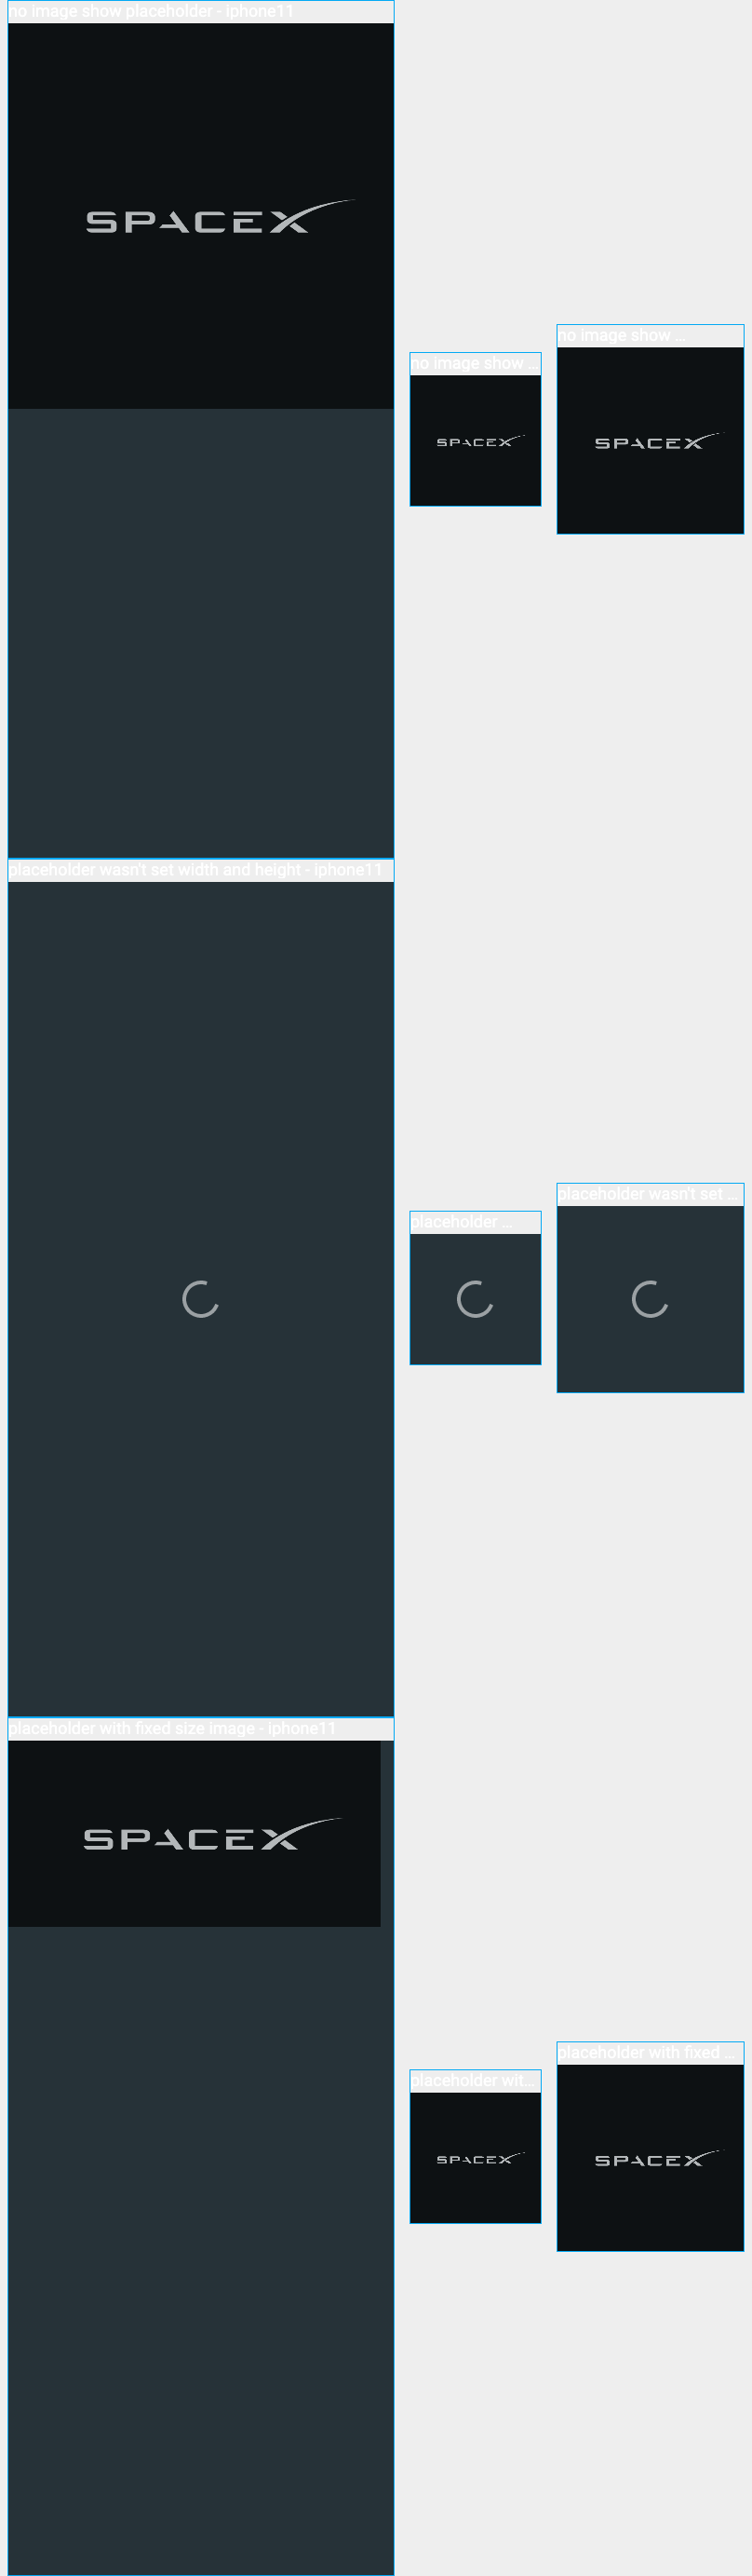 no image show placeholder - iphone11
SPACEX
no image show ...
SPACEX
no image show ...
SPACEX
placeholder wasn't set width and height - iphone11
placeholder ...
placeholder wasn't set ...
placeholder with fixed size image - iphone11
SPACEX
placeholder wit...
SPACEX
placeholder with fixed ...
SPACEX